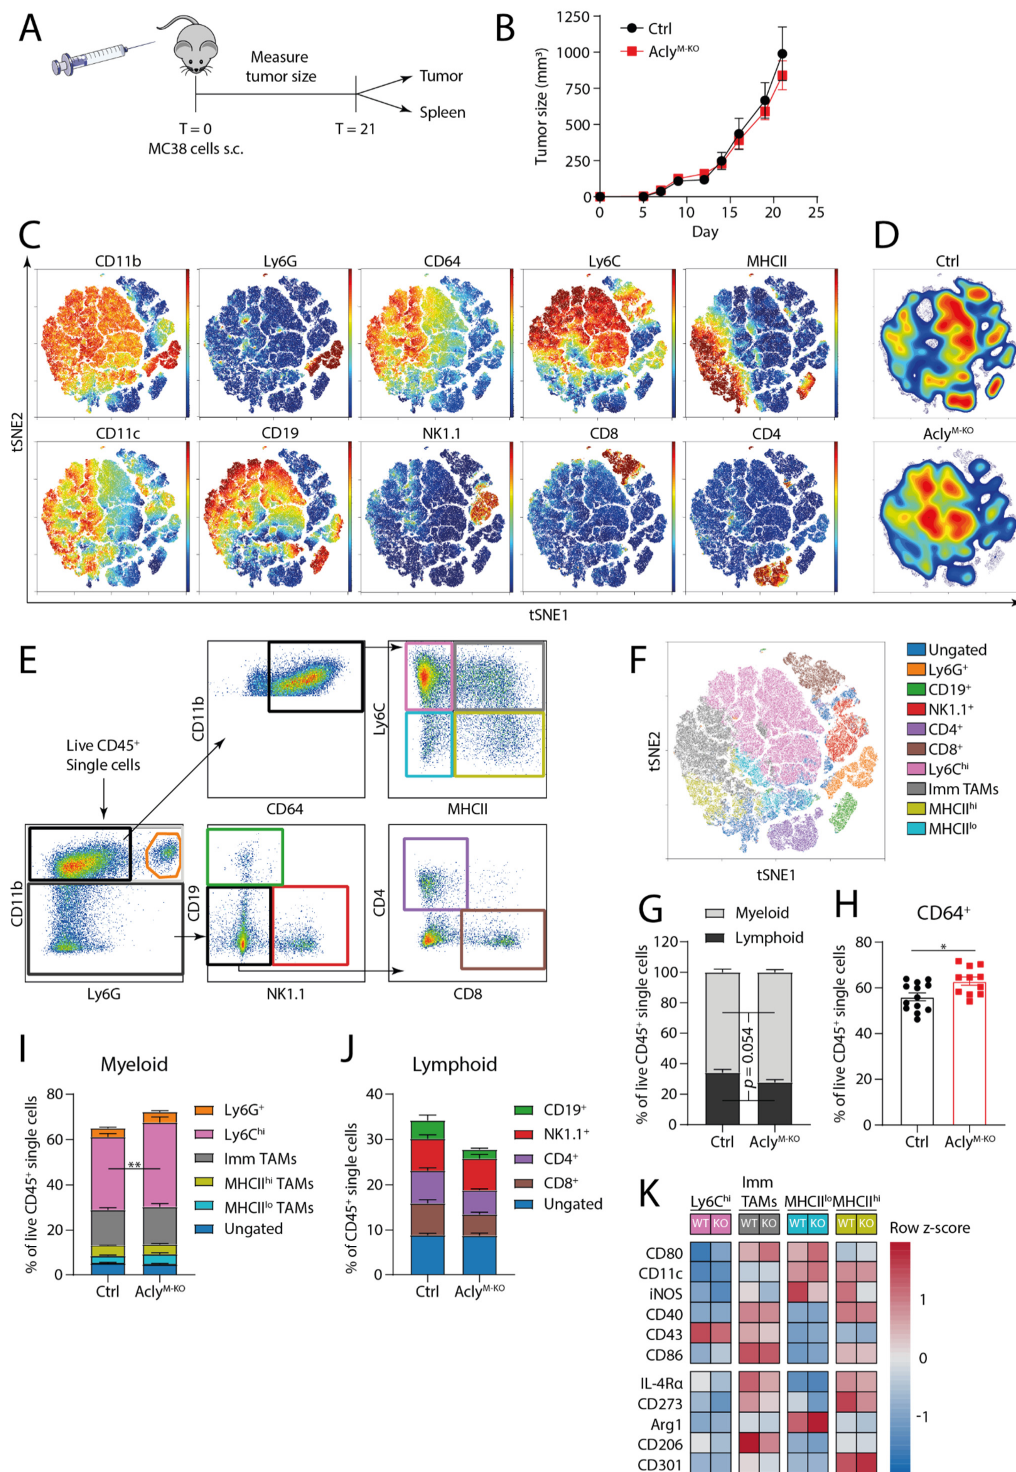 A
Measure
tumor size
Tumor
Spleen
T = 0
T = 21
MC38 cells s.c.
B
Ctrl
Acly^M-KO
Tumor size (mm³)
1250
1000
750
500
250
0
0 5 10 15 20 25
Day
C
CD11b Ly6G CD64 Ly6C MHCII
CD11c CD19 NK1.1 CD8 CD4
tSNE2
tSNE1
D
Ctrl
Acly^M-KO
E
Live CD45⁺
Single cells
CD11b
CD64
Ly6C
MHCII
CD11b
Ly6G
CD19
NK1.1
CD4
CD8
F
tSNE2
tSNE1
Ungated
Ly6G⁺
CD19⁺
NK1.1⁺
CD4⁺
CD8⁺
Ly6C^hi
Imm TAMs
MHCII^hi
MHCII^lo
G
Myeloid
Lymphoid
% of live CD45⁺ single cells
120
100
80
60
40
20
0
p = 0.054
Ctrl Acly^M-KO
H
CD64⁺
% of live CD45⁺ single cells
80
60
40
20
0
*
Ctrl Acly^M-KO
I
Myeloid
% of live CD45⁺ single cells
80
60
40
20
0
**
Ctrl Acly^M-KO
Ly6G⁺
Ly6C^hi
Imm TAMs
MHCII^hi TAMs
MHCII^lo TAMs
Ungated
J
Lymphoid
% of CD45⁺ single cells
40
30
20
10
0
Ctrl Acly^M-KO
CD19⁺
NK1.1⁺
CD4⁺
CD8⁺
Ungated
K
Ly6C^hi Imm TAMs MHCII^lo MHCII^hi
WT KO WT KO WT KO WT KO
CD80
CD11c
iNOS
CD40
CD43
CD86
IL-4Rα
CD273
Arg1
CD206
CD301
Row z-score
1
0
-1